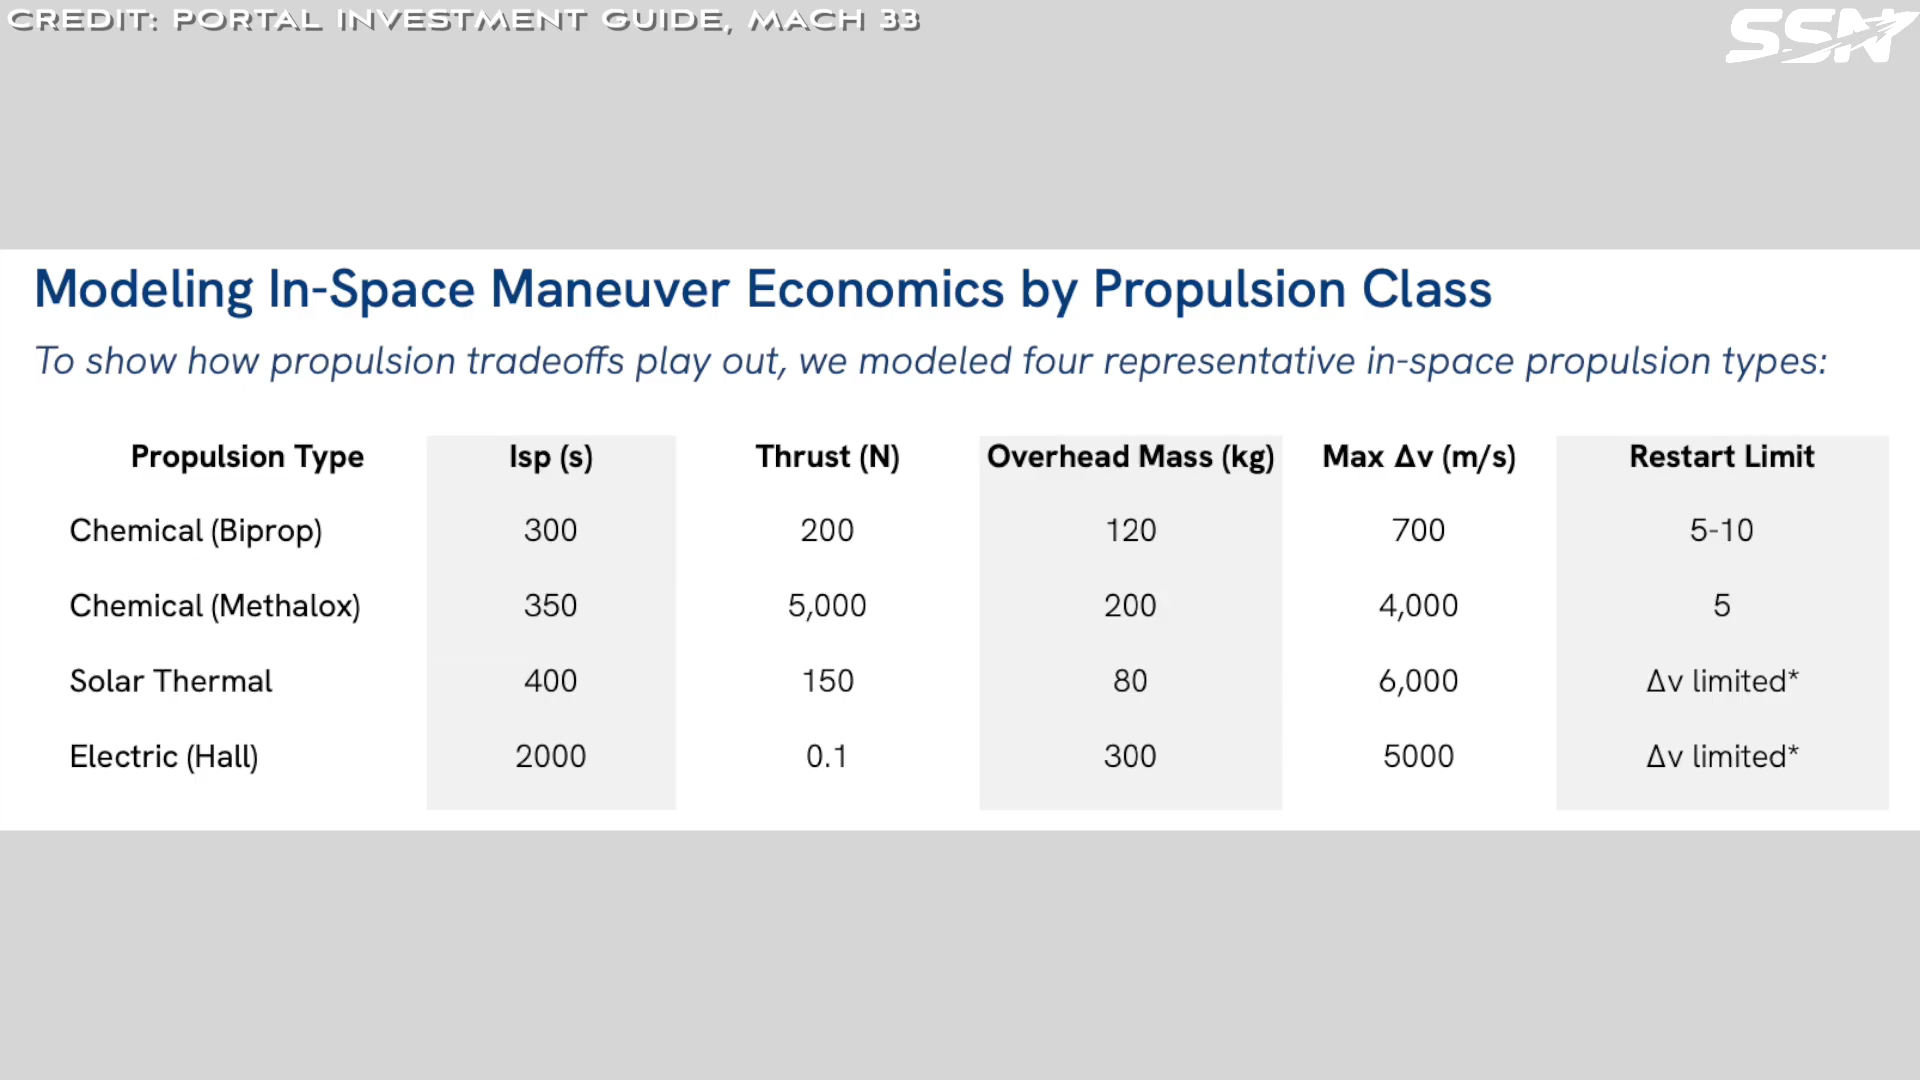 CREDIT: PORTAL INVESTMENT GUIDE, MACH 33
SSN
Modeling In-Space Maneuver Economics by Propulsion Class
To show how propulsion tradeoffs play out, we modeled four representative in-space propulsion types:
Propulsion Type Isp (s) Thrust (N) Overhead Mass (kg) Max Δv (m/s) Restart Limit
Chemical (Biprop) 300 200 120 700 5-10
Chemical (Methalox) 350 5,000 200 4,000 5
Solar Thermal 400 150 80 6,000 Δv limited*
Electric (Hall) 2000 0.1 300 5000 Δv limited*